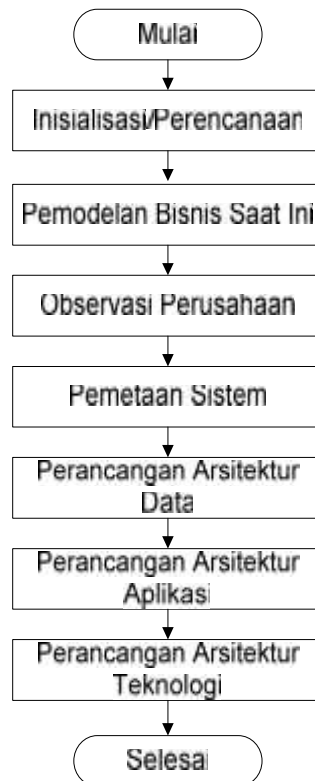 Mulai
Inisialisasi/Perencanaan
Pemodelan Bisnis Saat Ini
Observasi Perusahaan
Pemetaan Sistem
Perancangan Arsitektur
Data
Perancangan Arsitektur
Aplikasi
Perancangan Arsitektur
Teknologi
Selesai